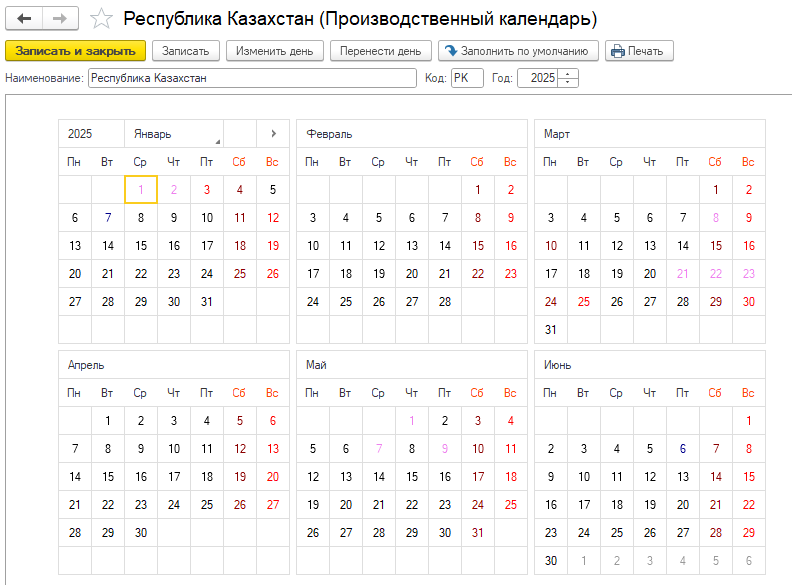 Республика Казахстан (Производственный календарь)
Записать и закрыть Записать Изменить день Перенести день Заполнить по умолчанию Печать
Наименование: Республика Казахстан Код: РК Год: 2025
2025 Январь Февраль Март
Пн Вт Ср Чт Пт Сб Вс Пн Вт Ср Чт Пт Сб Вс Пн Вт Ср Чт Пт Сб Вс
1 2 3 4 5 1 2 1 2
6 7 8 9 10 11 12 3 4 5 6 7 8 9 3 4 5 6 7 8 9
13 14 15 16 17 18 19 10 11 12 13 14 15 16 10 11 12 13 14 15 16
20 21 22 23 24 25 26 17 18 19 20 21 22 23 17 18 19 20 21 22 23
27 28 29 30 31 24 25 26 27 28 24 25 26 27 28 29 30
31
Апрель Май Июнь
Пн Вт Ср Чт Пт Сб Вс Пн Вт Ср Чт Пт Сб Вс Пн Вт Ср Чт Пт Сб Вс
1 2 3 4 5 6 1 2 3 4 1
7 8 9 10 11 12 13 5 6 7 8 9 10 11 2 3 4 5 6 7 8
14 15 16 17 18 19 20 12 13 14 15 16 17 18 9 10 11 12 13 14 15
21 22 23 24 25 26 27 19 20 21 22 23 24 25 16 17 18 19 20 21 22
28 29 30 26 27 28 29 30 31 23 24 25 26 27 28 29
30 1 2 3 4 5 6